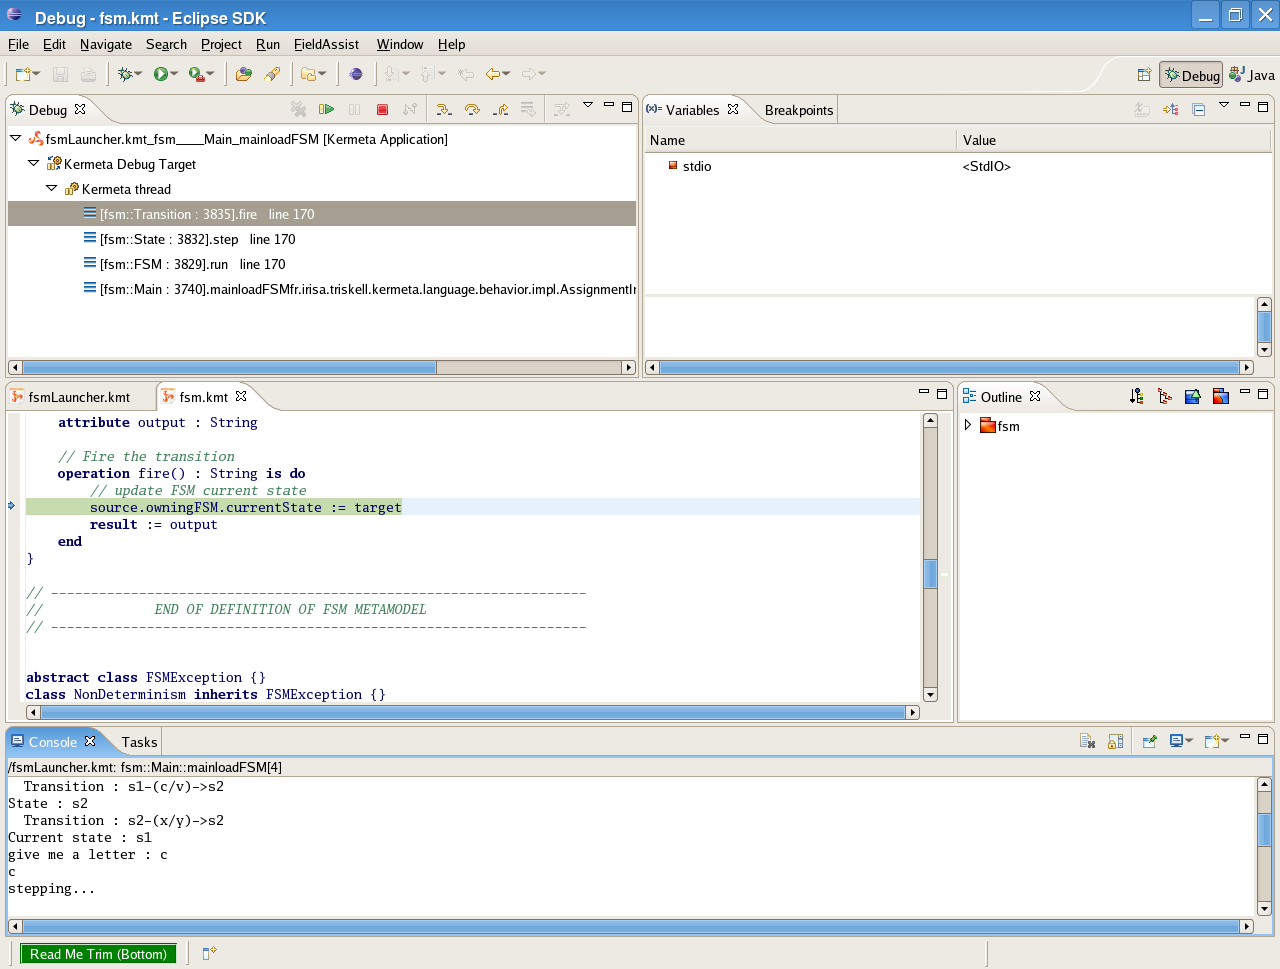 Debug - fsm.kmt - Eclipse SDK
File Edit Navigate Search Project Run FieldAssist Window Help
Debug Java
Debug
fsmLauncher.kmt_fsm____Main_mainloadFSM [Kermeta Application]
Kermeta Debug Target
Kermeta thread
[fsm::Transition : 3835].fire line 170
[fsm::State : 3832].step line 170
[fsm::FSM : 3829].run line 170
[fsm::Main : 3740].mainloadFSMfr.irisa.triskell.kermeta.language.behavior.impl.AssignmentIr
Variables Breakpoints
Name Value
stdio <StdIO>
fsmLauncher.kmt fsm.kmt
attribute output : String
// Fire the transition
operation fire() : String is do
// update FSM current state
source.owningFSM.currentState := target
result := output
end
}
// -------------------------------------------------------------------
// END OF DEFINITION OF FSM METAMODEL
// -------------------------------------------------------------------
abstract class FSMException {}
class NonDeterminism inherits FSMException {}
Outline
fsm
Console Tasks
/fsmLauncher.kmt: fsm::Main::mainloadFSM[4]
Transition : s1-(c/v)->s2
State : s2
Transition : s2-(x/y)->s2
Current state : s1
give me a letter : c
c
stepping...
Read Me Trim (Bottom)